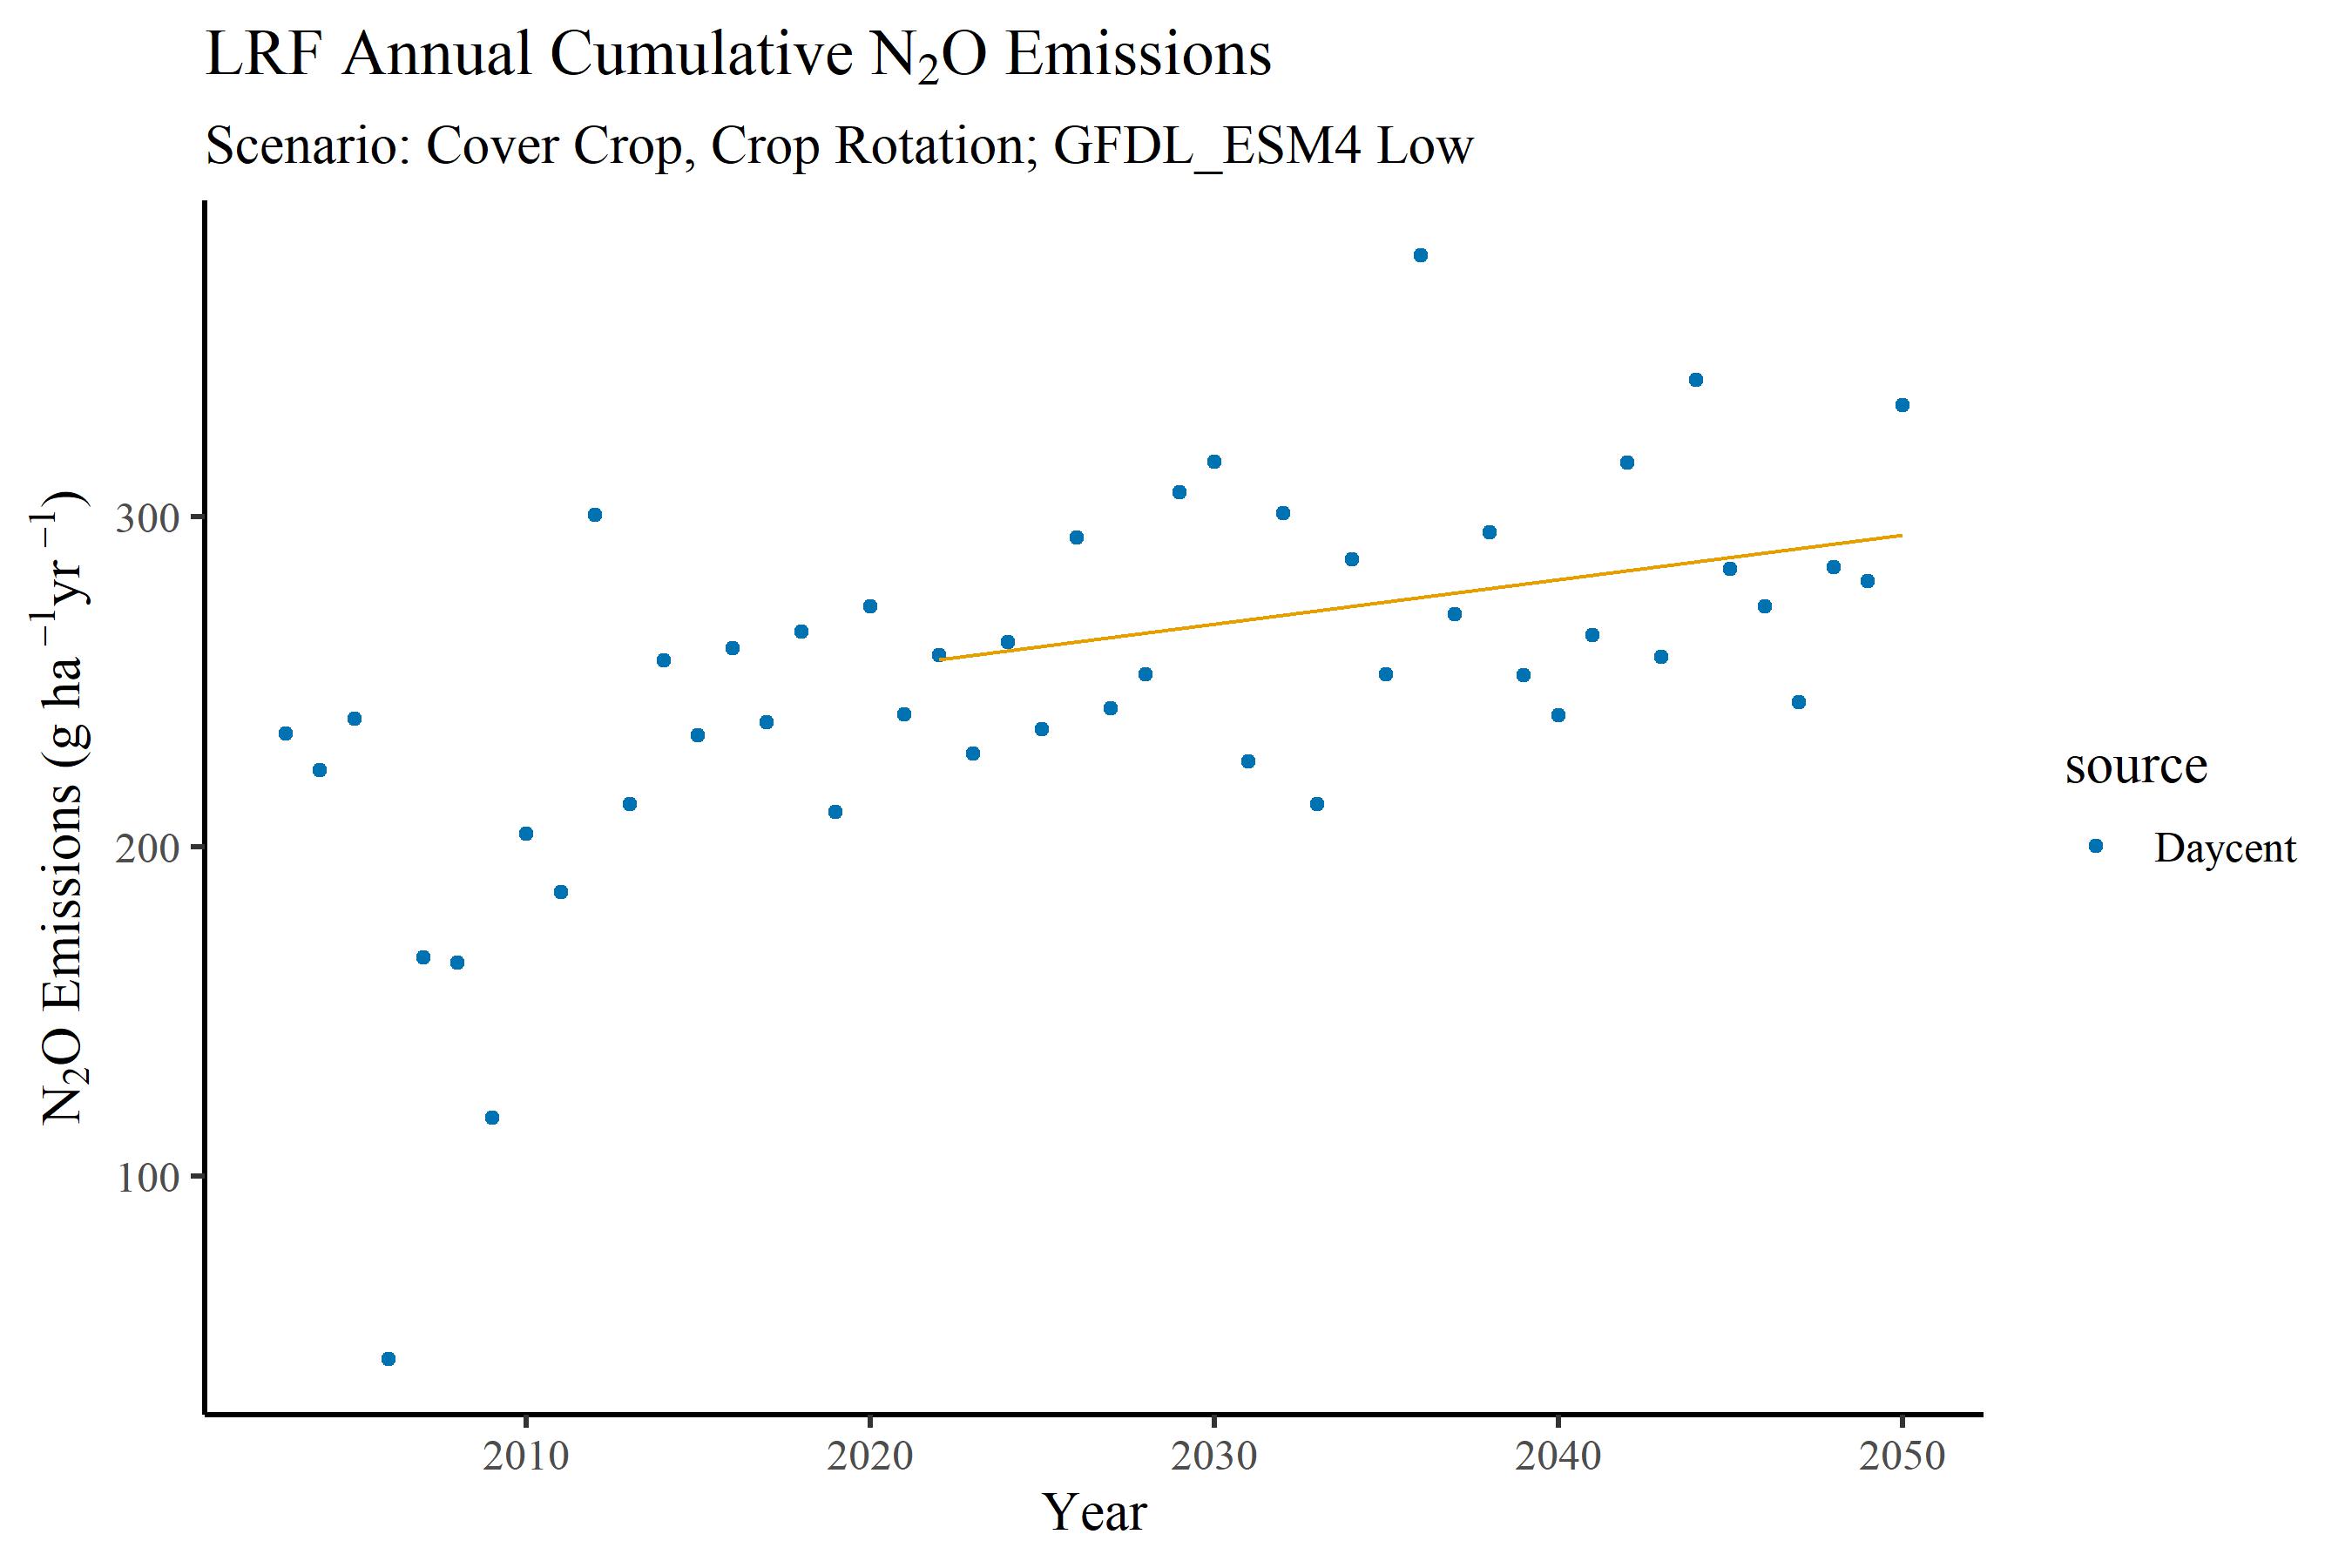 LRF Annual Cumulative N₂O Emissions
Scenario: Cover Crop, Crop Rotation; GFDL_ESM4 Low
N₂O Emissions (g ha ⁻¹yr ⁻¹)
300
200
100
2010 2020 2030 2040 2050
Year
source
Daycent